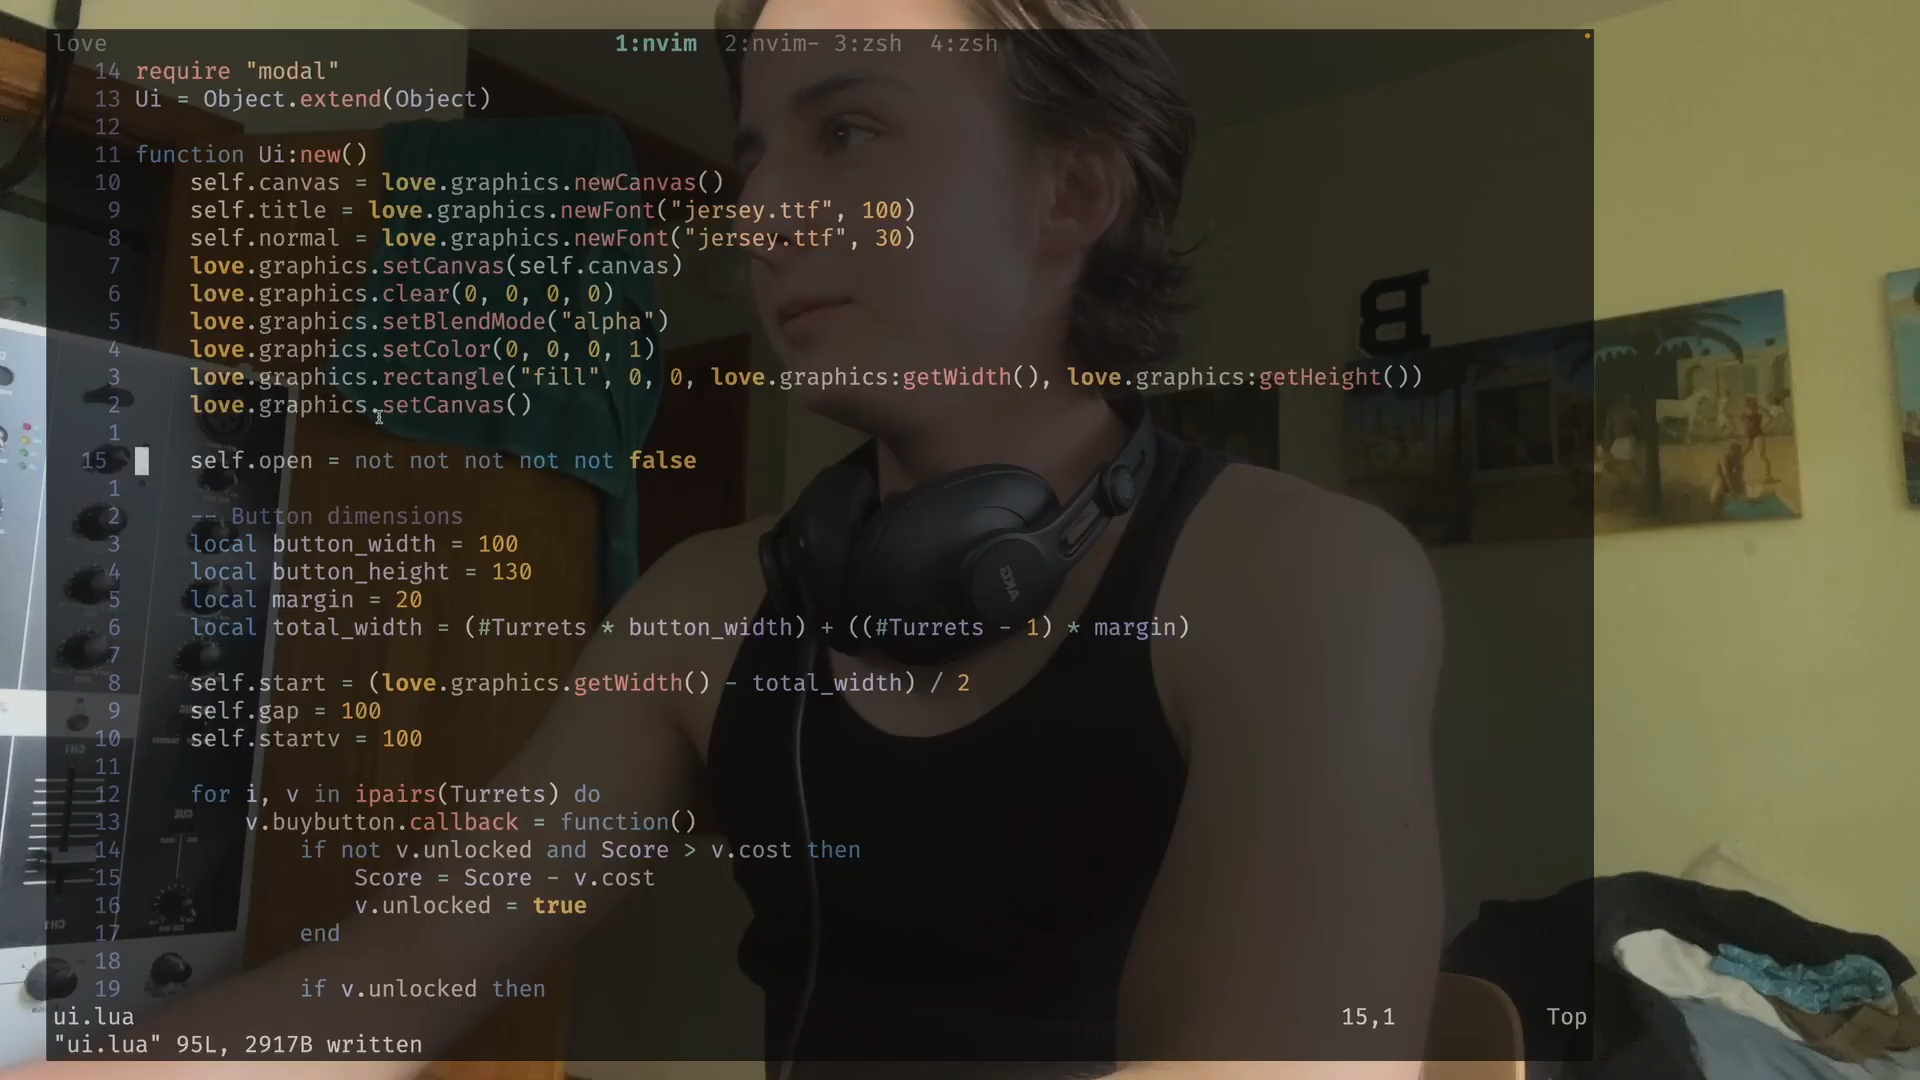 love 1:nvim 2:nvim- 3:zsh 4:zsh
14 require "modal"
13 Ui = Object.extend(Object)
12
11 function Ui:new()
10 self.canvas = love.graphics.newCanvas()
9 self.title = love.graphics.newFont("jersey.ttf", 100)
8 self.normal = love.graphics.newFont("jersey.ttf", 30)
7 love.graphics.setCanvas(self.canvas)
6 love.graphics.clear(0, 0, 0, 0)
5 love.graphics.setBlendMode("alpha")
4 love.graphics.setColor(0, 0, 0, 1)
3 love.graphics.rectangle("fill", 0, 0, love.graphics:getWidth(), love.graphics:getHeight())
2 love.graphics.setCanvas()
1
15 self.open = not not not not not false
1
2 -- Button dimensions
3 local button_width = 100
4 local button_height = 130
5 local margin = 20
6 local total_width = (#Turrets * button_width) + ((#Turrets - 1) * margin)
7
8 self.start = (love.graphics.getWidth() - total_width) / 2
9 self.gap = 100
10 self.startv = 100
11
12 for i, v in ipairs(Turrets) do
13 v.buybutton.callback = function()
14 if not v.unlocked and Score > v.cost then
15 Score = Score - v.cost
16 v.unlocked = true
17 end
18
19 if v.unlocked then
ui.lua 15,1 Top
"ui.lua" 95L, 2917B written
AKG
B